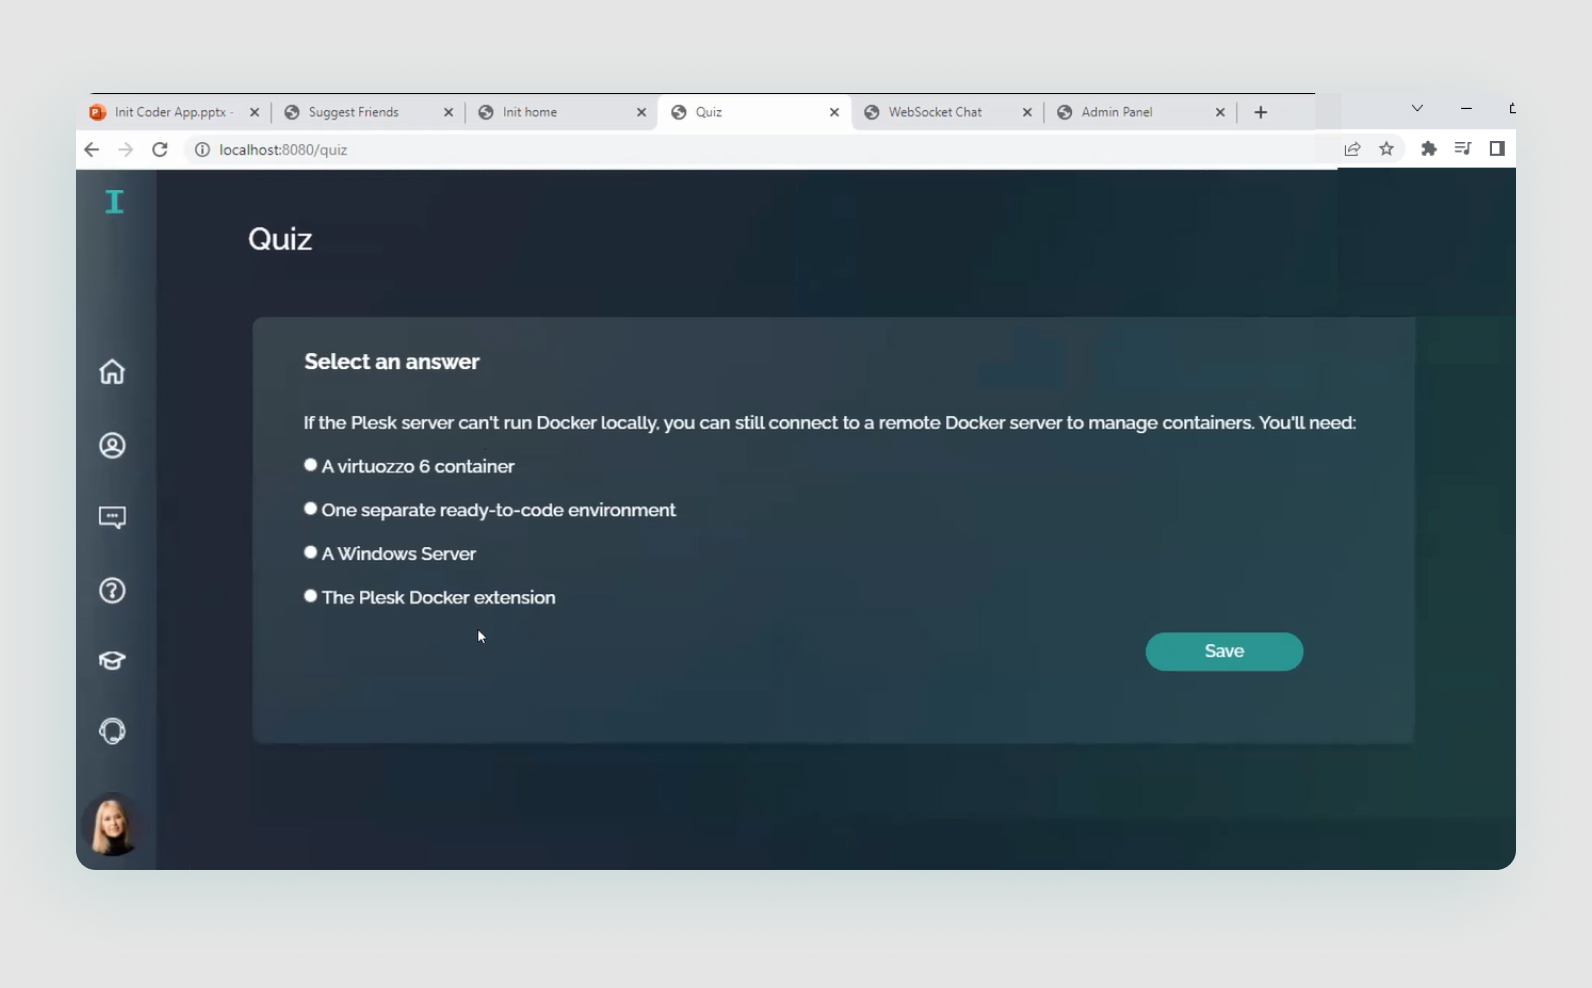 Init Coder App.pptx -
Suggest Friends
Init home
Quiz
WebSocket Chat
Admin Panel
localhost:8080/quiz
I
Quiz
Select an answer
If the Plesk server can't run Docker locally, you can still connect to a remote Docker server to manage containers. You'll need:
A virtuozzo 6 container
One separate ready-to-code environment
A Windows Server
The Plesk Docker extension
Save